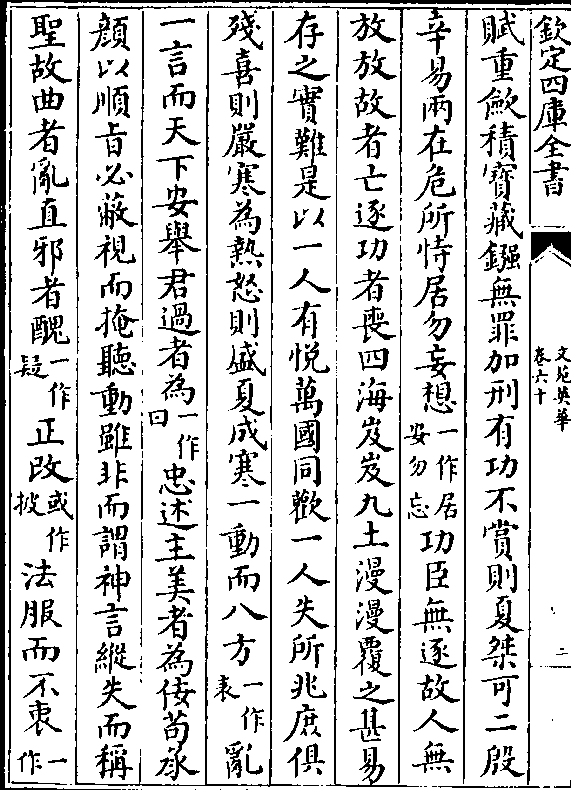 欽定四庫全書
文苑英華
卷六十
二
賦重斂積寶藏鏹無罪加刑有功不賞則夏桀可二殷
辛易兩在危所恃居勿妄想一作居安勿忘功臣無逐故人無
放放故者亡逐功者喪四海岌岌九土漫漫覆之甚易
存之實難是以一人有悦萬國同歡一人失所兆庶俱
殘喜則嚴寒為熱怒則盛夏成寒一動而八方一作表亂
一言而天下安舉君過者為一作曰忠述主美者為佞苟承
顔以順㫖必蔽視而掩聽動雖非而謂神言縱失而稱
聖故曲者亂直邪者醜一作疑正改或作披法服而不衷一作